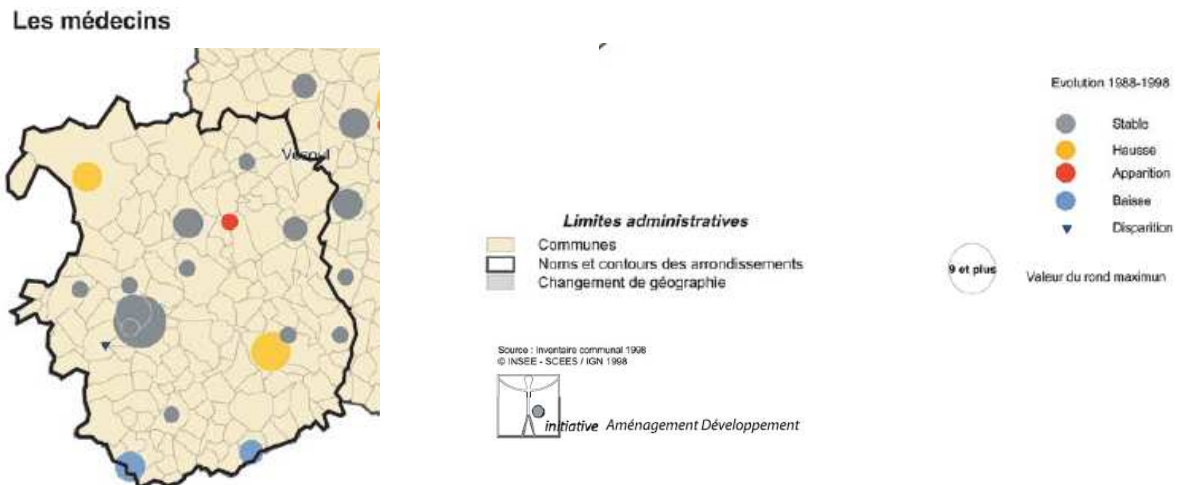 Les médecins
Vesoul
Evolution 1988-1998
Stable
Hausse
Apparition
Baisse
Disparition
Limites administratives
Communes
Noms et contours des arrondissements
Changement de géographie
9 et plus
Valeur du rond maximun
Source : Inventaire communal 1998
© INSEE - SCEES / IGN 1998
initiative Aménagement Développement